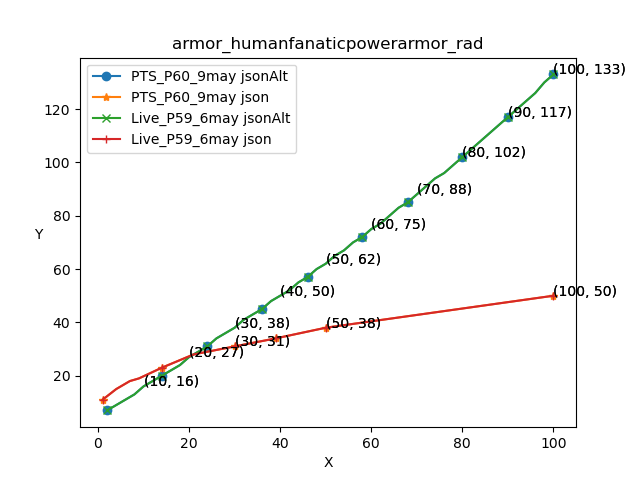 armor_humanfanaticpowerarmor_rad
PTS_P60_9may jsonAlt
PTS_P60_9may json
Live_P59_6may jsonAlt
Live_P59_6may json
(100, 133)
(90, 117)
(80, 102)
(70, 88)
(60, 75)
(50, 62)
(40, 50)
(100, 50)
(30, 38)
(50, 38)
(30, 31)
(20, 27)
(10, 16)
120
100
80
60
40
20
Y
0 20 40 60 80 100
X